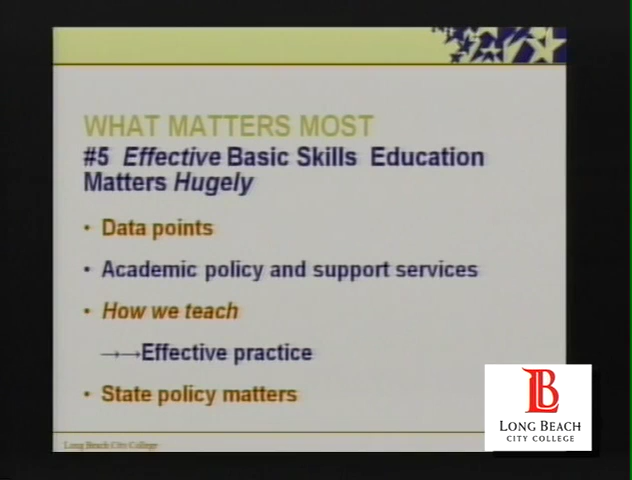 WHAT MATTERS MOST
#5 Effective Basic Skills Education
Matters Hugely
• Data points
• Academic policy and support services
• How we teach
→→Effective practice
• State policy matters
Long Beach City College
LB
LONG BEACH
CITY COLLEGE